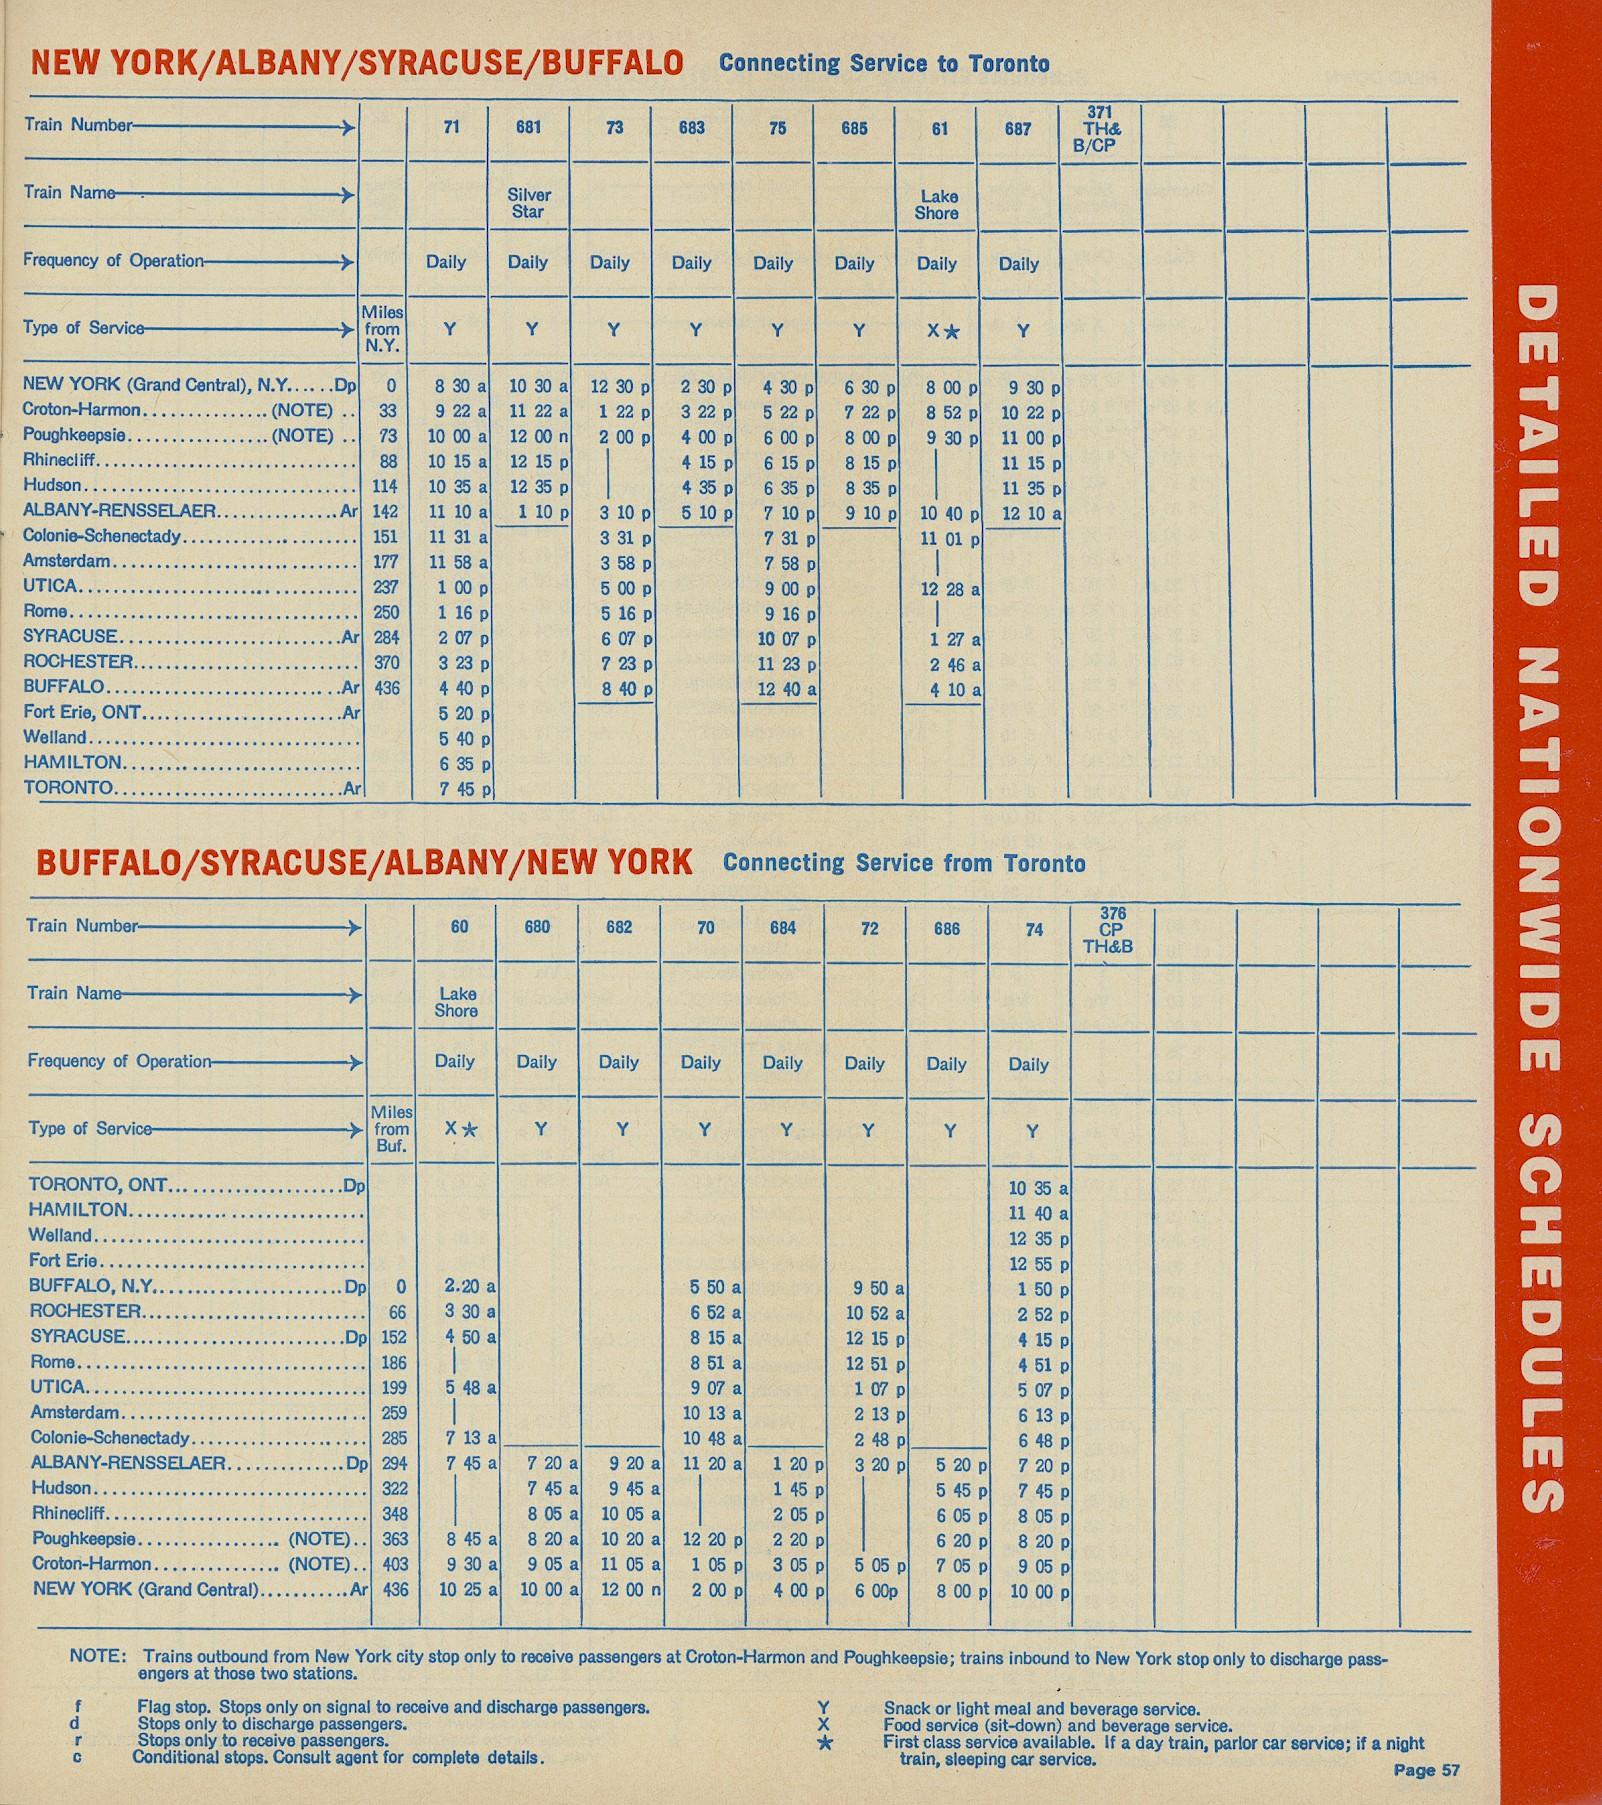 NEW YORK/ALBANY/SYRACUSE/BUFFALO Connecting Service to Toronto
Train Number 71 681 73 683 75 685 61 687 371 TH& B/CP
Train Name Silver Star Lake Shore
Frequency of Operation Daily Daily Daily Daily Daily Daily Daily Daily
Type of Service Miles from N.Y. Y Y Y Y Y Y X★ Y
NEW YORK (Grand Central), N.Y......Dp 0 8 30 a 10 30 a 12 30 p 2 30 p 4 30 p 6 30 p 8 00 p 9 30 p
Croton-Harmon.............. (NOTE) .. 33 9 22 a 11 22 a 1 22 p 3 22 p 5 22 p 7 22 p 8 52 p 10 22 p
Poughkeepsie................ (NOTE) .. 73 10 00 a 12 00 n 2 00 p 4 00 p 6 00 p 8 00 p 9 30 p 11 00 p
Rhinecliff.............................. 88 10 15 a 12 15 p 4 15 p 6 15 p 8 15 p 11 15 p
Hudson................................ 114 10 35 a 12 35 p 4 35 p 6 35 p 8 35 p 11 35 p
ALBANY-RENSSELAER..............Ar 142 11 10 a 1 10 p 3 10 p 5 10 p 7 10 p 9 10 p 10 40 p 12 10 a
Colonie-Schenectady.................... 151 11 31 a 3 31 p 7 31 p 11 01 p
Amsterdam............................ 177 11 58 a 3 58 p 7 58 p
UTICA................................ 237 1 00 p 5 00 p 9 00 p 12 28 a
Rome................................. 250 1 16 p 5 16 p 9 16 p
SYRACUSE..........................Ar 284 2 07 p 6 07 p 10 07 p 1 27 a
ROCHESTER.......................... 370 3 23 p 7 23 p 11 23 p 2 46 a
BUFFALO...........................Ar 436 4 40 p 8 40 p 12 40 a 4 10 a
Fort Erie, ONT.......................Ar 5 20 p
Welland............................... 5 40 p
HAMILTON........................... 6 35 p
TORONTO..........................Ar 7 45 p
BUFFALO/SYRACUSE/ALBANY/NEW YORK Connecting Service from Toronto
Train Number 60 680 682 70 684 72 686 74 376 CP TH&B
Train Name Lake Shore
Frequency of Operation Daily Daily Daily Daily Daily Daily Daily Daily
Type of Service Miles from Buf. X★ Y Y Y Y Y Y Y
TORONTO, ONT....................Dp 10 35 a
HAMILTON........................... 11 40 a
Welland............................... 12 35 p
Fort Erie.............................. 12 55 p
BUFFALO, N.Y.......................Dp 0 2.20 a 5 50 a 9 50 a 1 50 p
ROCHESTER.......................... 66 3 30 a 6 52 a 10 52 a 2 52 p
SYRACUSE..........................Dp 152 4 50 a 8 15 a 12 15 p 4 15 p
Rome................................. 186 8 51 a 12 51 p 4 51 p
UTICA................................ 199 5 48 a 9 07 a 1 07 p 5 07 p
Amsterdam............................ 259 10 13 a 2 13 p 6 13 p
Colonie-Schenectady.................... 285 7 13 a 10 48 a 2 48 p 6 48 p
ALBANY-RENSSELAER..............Dp 294 7 45 a 7 20 a 9 20 a 11 20 a 1 20 p 3 20 p 5 20 p 7 20 p
Hudson................................ 322 7 45 a 9 45 a 1 45 p 5 45 p 7 45 p
Rhinecliff.............................. 348 8 05 a 10 05 a 2 05 p 6 05 p 8 05 p
Poughkeepsie................ (NOTE).. 363 8 45 a 8 20 a 10 20 a 12 20 p 2 20 p 6 20 p 8 20 p
Croton-Harmon.............. (NOTE).. 403 9 30 a 9 05 a 11 05 a 1 05 p 3 05 p 5 05 p 7 05 p 9 05 p
NEW YORK (Grand Central)..........Ar 436 10 25 a 10 00 a 12 00 n 2 00 p 4 00 p 6 00p 8 00 p 10 00 p
NOTE: Trains outbound from New York city stop only to receive passengers at Croton-Harmon and Poughkeepsie; trains inbound to New York stop only to discharge pass-
engers at those two stations.
f Flag stop. Stops only on signal to receive and discharge passengers.
d Stops only to discharge passengers.
r Stops only to receive passengers.
c Conditional stops. Consult agent for complete details.
Y Snack or light meal and beverage service.
X Food service (sit-down) and beverage service.
★ First class service available. If a day train, parlor car service; if a night
train, sleeping car service.
Page 57
DETAILED NATIONWIDE SCHEDULES